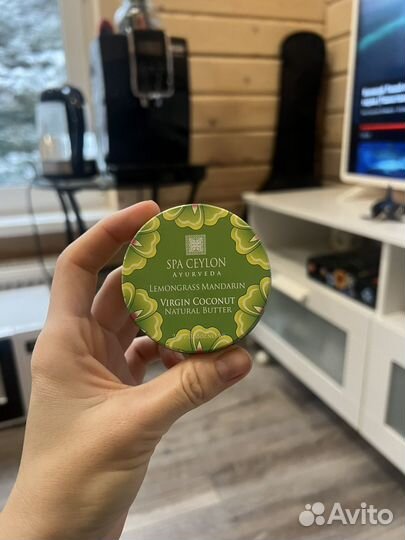 SPA CEYLON
AYURVEDA
LEMONGRASS MANDARIN
VIRGIN COCONUT
NATURAL BUTTER
Avito